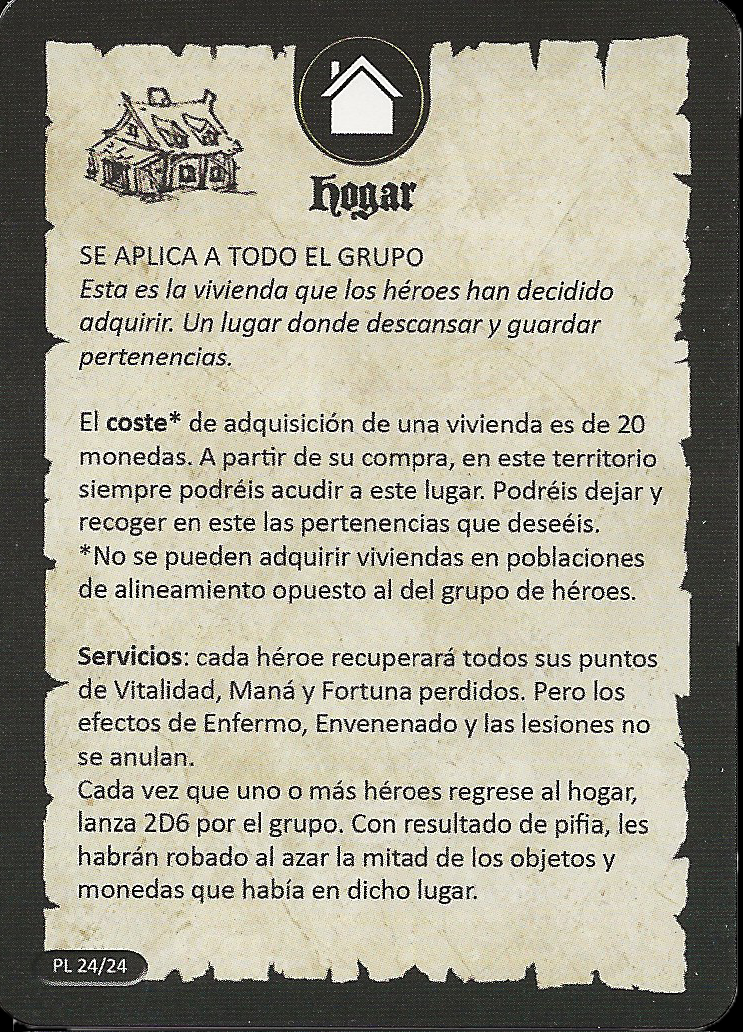 Hogar
SE APLICA A TODO EL GRUPO
Esta es la vivienda que los héroes han decidido
adquirir. Un lugar donde descansar y guardar
pertenencias.
El coste* de adquisición de una vivienda es de 20
monedas. A partir de su compra, en este territorio
siempre podréis acudir a este lugar. Podréis dejar y
recoger en este las pertenencias que deseéis.
*No se pueden adquirir viviendas en poblaciones
de alineamiento opuesto al del grupo de héroes.
Servicios: cada héroe recuperará todos sus puntos
de Vitalidad, Maná y Fortuna perdidos. Pero los
efectos de Enfermo, Envenenado y las lesiones no
se anulan.
Cada vez que uno o más héroes regrese al hogar,
lanza 2D6 por el grupo. Con resultado de pifia, les
habrán robado al azar la mitad de los objetos y
monedas que había en dicho lugar.
PL 24/24